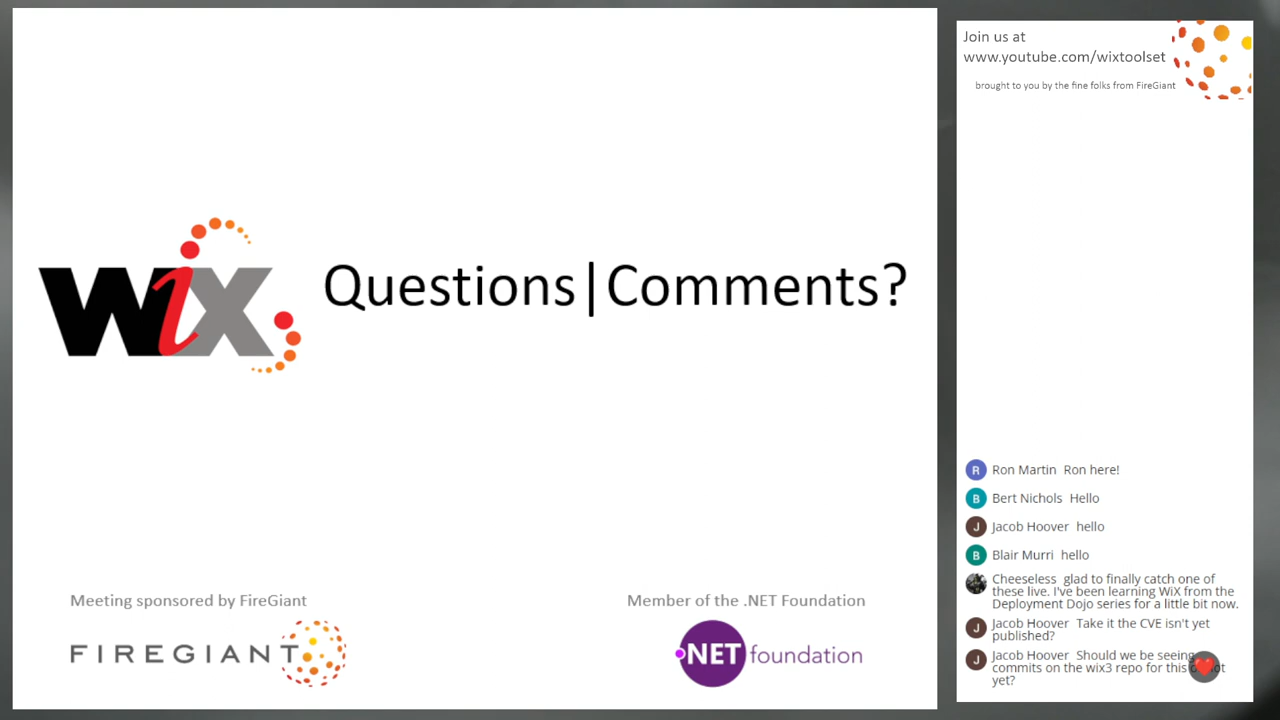 WiX
Questions|Comments?
Meeting sponsored by FireGiant
FIREGIANT
Member of the .NET Foundation
.NET foundation
Join us at
www.youtube.com/wixtoolset
brought to you by the fine folks from FireGiant
R Ron Martin Ron here!
B Bert Nichols Hello
J Jacob Hoover hello
B Blair Murri hello
Cheeseless glad to finally catch one of
these live. I've been learning WiX from the
Deployment Dojo series for a little bit now.
J Jacob Hoover Take it the CVE isn't yet
published?
J Jacob Hoover Should we be seeing
commits on the wix3 repo for this
yet?